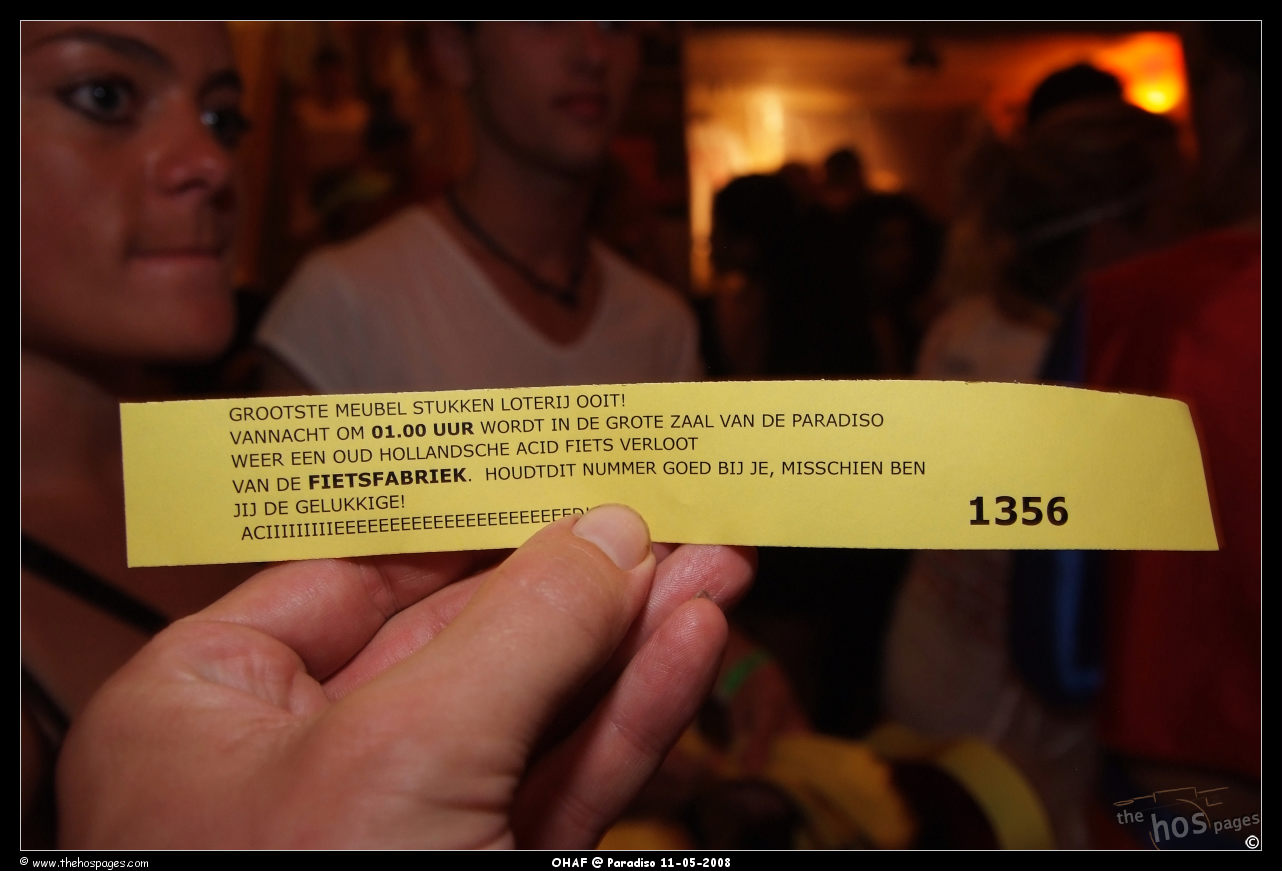 GROOTSTE MEUBEL STUKKEN LOTERIJ OOIT!
VANNACHT OM 01.00 UUR WORDT IN DE GROTE ZAAL VAN DE PARADISO
WEER EEN OUD HOLLANDSCHE ACID FIETS VERLOOT
VAN DE FIETSFABRIEK. HOUDTDIT NUMMER GOED BIJ JE, MISSCHIEN BEN
JIJ DE GELUKKIGE!
ACIIIIIIIIIEEEEEEEEEEEEEEEEEEEEED!
1356
the hos pages
©
© www.thehospages.com
OHAF @ Paradiso 11-05-2008